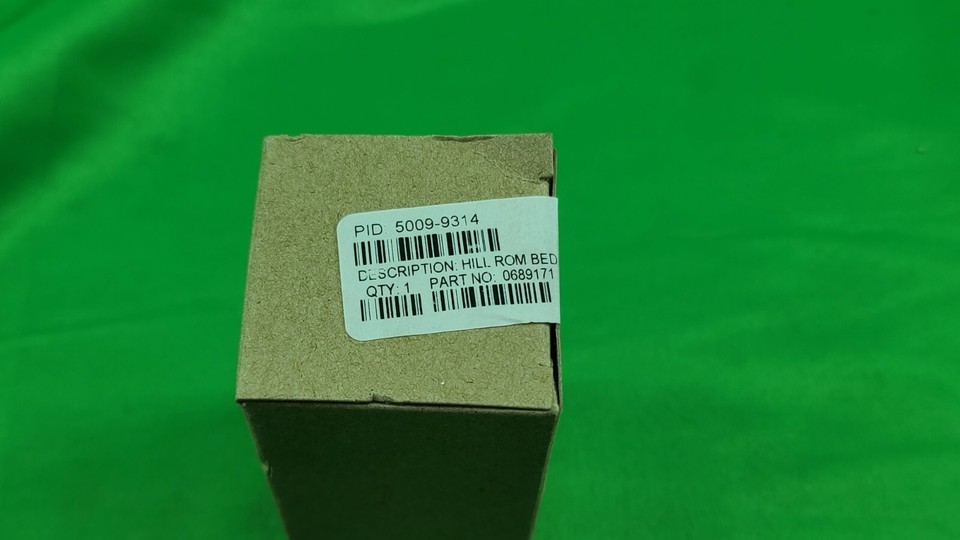 PID: 5009-9314
DESCRIPTION: HILL ROM BED
QTY: 1 PART NO: 0689171